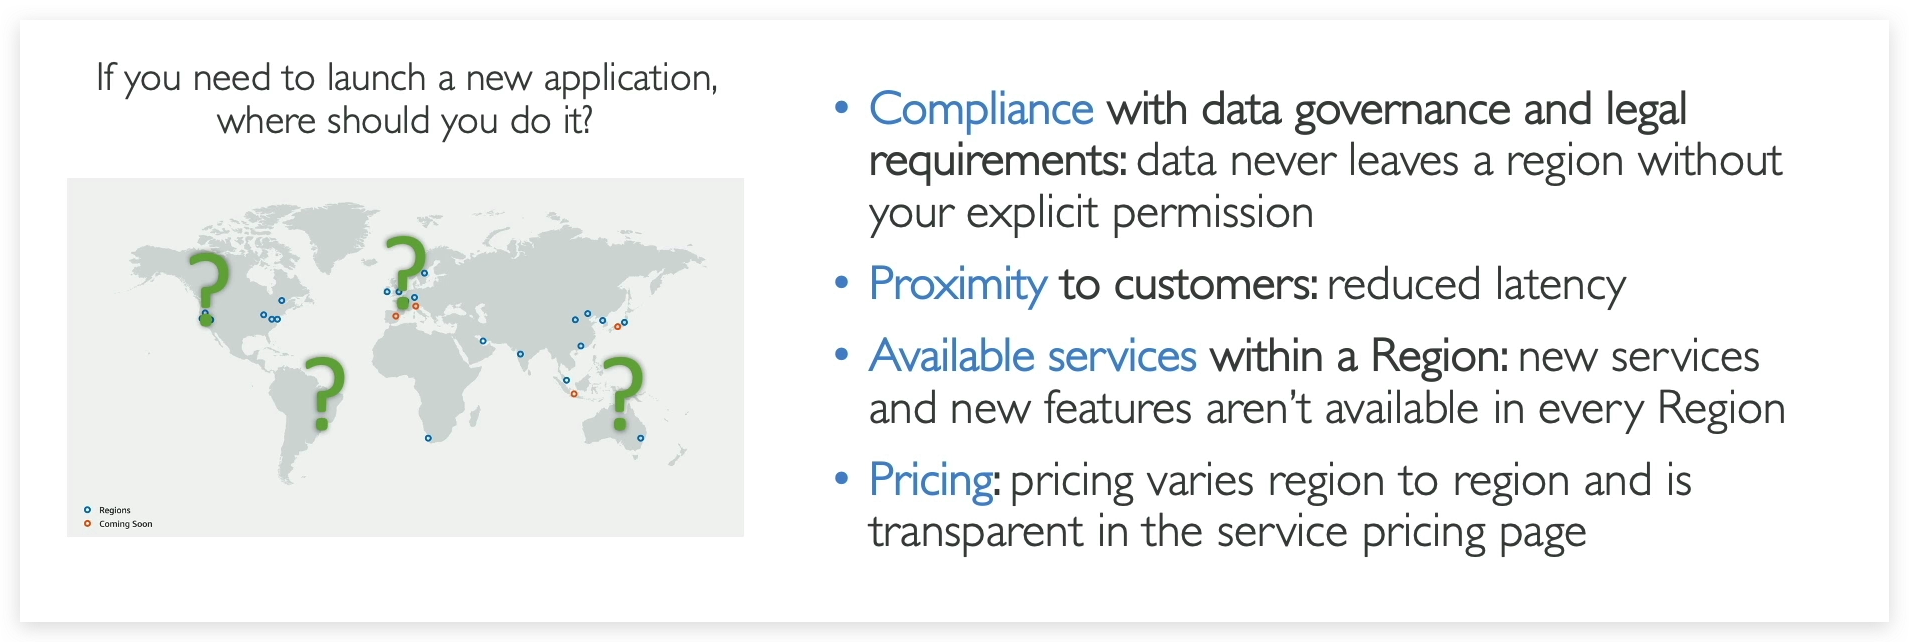 If you need to launch a new application,
where should you do it?
?
?
?
?
Regions
Coming Soon
• Compliance with data governance and legal
requirements: data never leaves a region without
your explicit permission
• Proximity to customers: reduced latency
• Available services within a Region: new services
and new features aren’t available in every Region
• Pricing: pricing varies region to region and is
transparent in the service pricing page